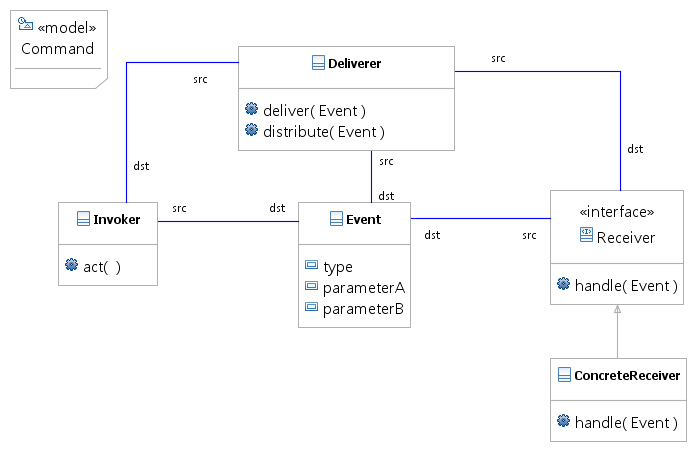 «model»
Command
Deliverer
deliver( Event )
distribute( Event )
src
src
dst
dst
src
dst
Invoker
act(  )
src
dst
Event
type
parameterA
parameterB
dst
src
«interface»
Receiver
handle( Event )
ConcreteReceiver
handle( Event )